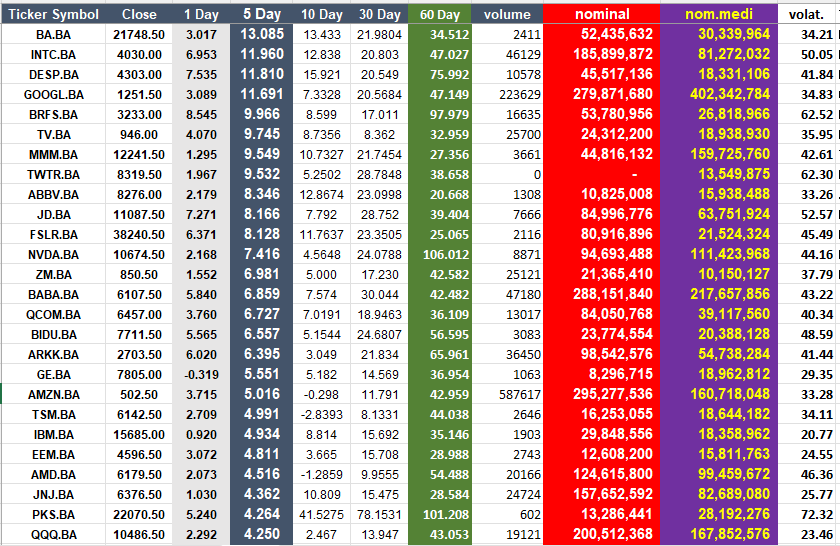 Ticker Symbol Close 1 Day 5 Day 10 Day 30 Day 60 Day volume nominal nom.medi volat.
BA.BA 21748.50 3.017 13.085 13.433 21.9804 34.512 2411 52,435,632 30,339,964 34.21
INTC.BA 4030.00 6.953 11.960 12.838 20.803 47.027 46129 185,899,872 81,272,032 50.05
DESP.BA 4303.00 7.535 11.810 15.921 20.549 75.992 10578 45,517,136 18,331,106 41.84
GOOGL.BA 1251.50 3.089 11.691 7.3328 20.5684 47.149 223629 279,871,680 402,342,784 34.83
BRFS.BA 3233.00 8.545 9.966 8.599 17.011 97.979 16635 53,780,956 26,818,966 62.52
TV.BA 946.00 4.070 9.745 8.7356 8.362 32.959 25700 24,312,200 18,938,930 35.95
MMM.BA 12241.50 1.295 9.549 10.7327 21.7454 27.356 3661 44,816,132 159,725,760 42.61
TWTR.BA 8319.50 1.967 9.532 5.2502 28.7848 38.658 0 - 13,549,875 62.30
ABBV.BA 8276.00 2.179 8.346 12.8674 23.0998 20.668 1308 10,825,008 15,938,488 33.26
JD.BA 11087.50 7.271 8.166 7.792 28.752 39.404 7666 84,996,776 63,751,924 52.57
FSLR.BA 38240.50 6.371 8.128 11.7637 23.3505 25.065 2116 80,916,896 21,524,324 45.49
NVDA.BA 10674.50 2.168 7.416 4.5648 24.0788 106.012 8871 94,693,488 111,423,968 44.16
ZM.BA 850.50 1.552 6.981 5.000 17.230 42.582 25121 21,365,410 10,150,127 37.79
BABA.BA 6107.50 5.840 6.859 7.574 30.044 42.482 47180 288,151,840 217,657,856 43.22
QCOM.BA 6457.00 3.760 6.727 7.0191 18.9463 36.109 13017 84,050,768 39,117,560 40.34
BIDU.BA 7711.50 5.565 6.557 5.1544 24.6807 56.595 3083 23,774,554 20,388,128 48.59
ARKK.BA 2703.50 6.020 6.395 3.049 21.834 65.961 36450 98,542,576 54,738,284 41.44
GE.BA 7805.00 -0.319 5.551 5.182 14.569 36.954 1063 8,296,715 18,962,812 29.35
AMZN.BA 502.50 3.715 5.016 -0.298 11.791 42.959 587617 295,277,536 160,718,048 33.28
TSM.BA 6142.50 2.709 4.991 -2.8393 8.1331 44.038 2646 16,253,055 18,644,182 34.11
IBM.BA 15685.00 0.920 4.934 8.814 15.692 35.146 1903 29,848,556 18,358,962 20.77
EEM.BA 4596.50 3.072 4.811 3.665 15.708 28.988 2743 12,608,200 15,811,763 24.55
AMD.BA 6179.50 2.073 4.516 -1.2859 9.9555 54.488 20166 124,615,800 99,459,672 46.36
JNJ.BA 6376.50 1.030 4.362 10.809 15.475 28.584 24724 157,652,592 82,689,080 25.77
PKS.BA 22070.50 5.240 4.264 41.5275 78.1531 101.208 602 13,286,441 28,192,276 72.32
QQQ.BA 10486.50 2.292 4.250 2.467 13.947 43.053 19121 200,512,368 167,852,576 23.46